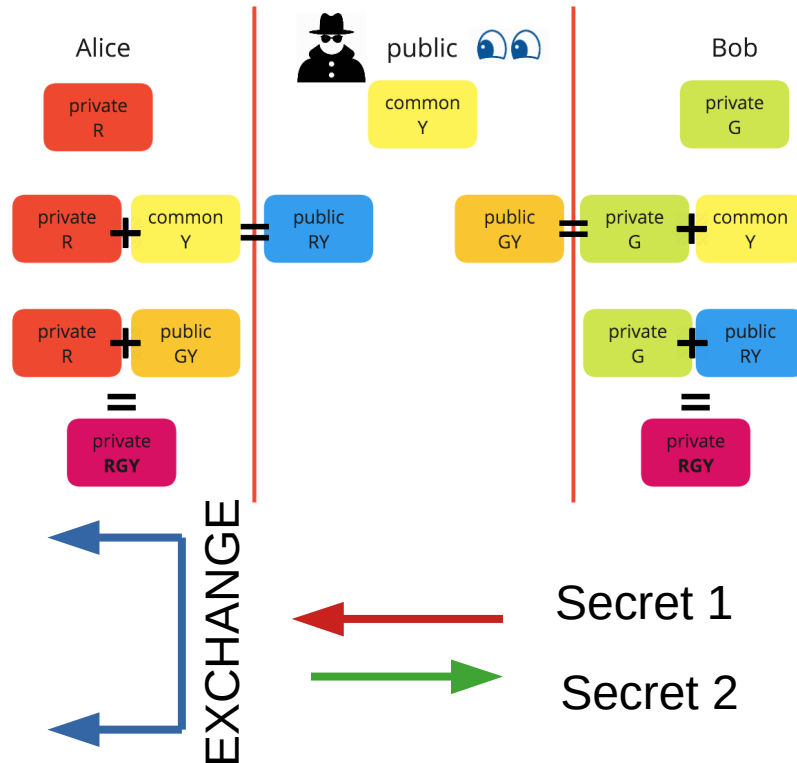 Alice
public
Bob
private
R
common
Y
private
G
private
R
+
common
Y
=
public
RY
public
GY
=
private
G
+
common
Y
private
R
+
public
GY
private
G
+
public
RY
=
=
private
RGY
private
RGY
EXCHANGE
Secret 1
Secret 2